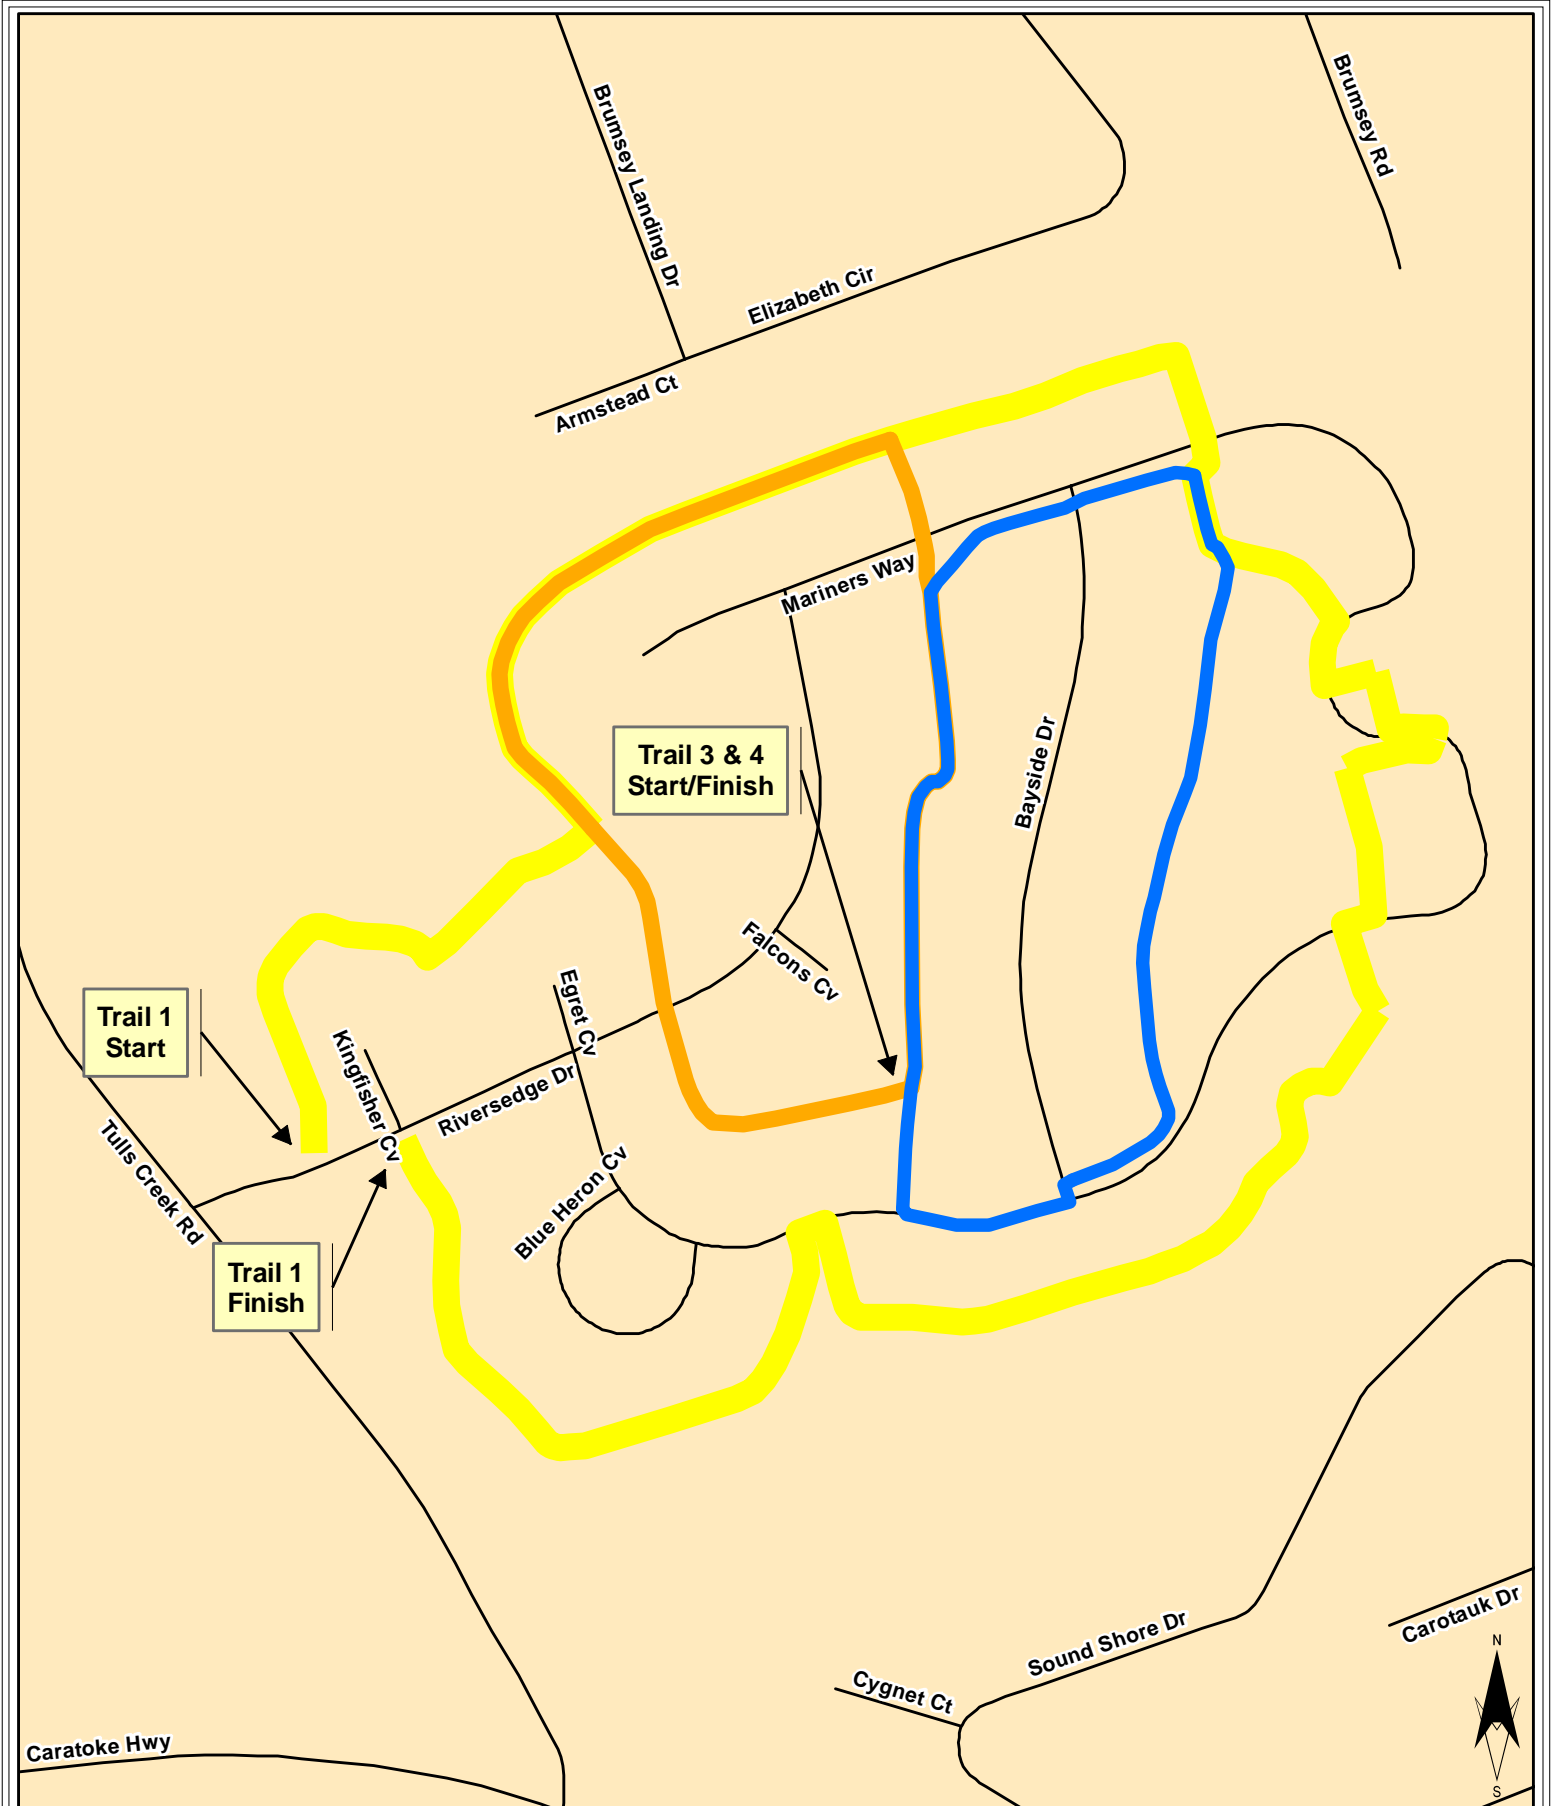 Brumsey Landing Dr
Brumsey Rd
Elizabeth Cir
Armstead Ct
Mariners Way
Trail 3 & 4
Start/Finish
Bayside Dr
Falcons Cv
Egret Cv
Trail 1
Start
Kingfisher Cv
Riversedge Dr
Tulls Creek Rd
Blue Heron Cv
Trail 1
Finish
Carotauk Dr
Sound Shore Dr
N
Cygnet Ct
Caratoke Hwy
S